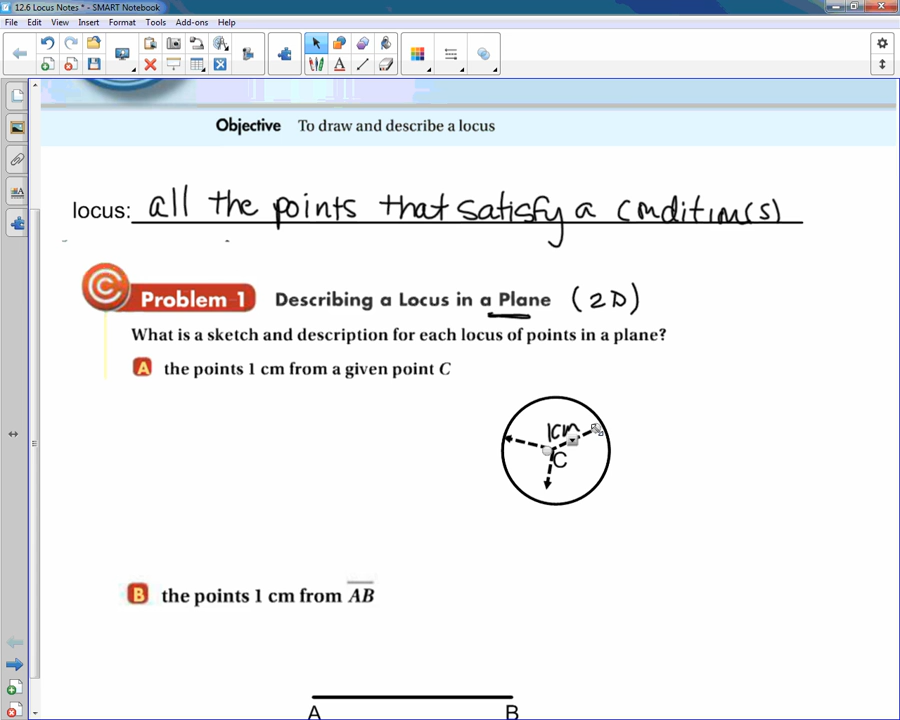 12.6 Locus Notes * - SMART Notebook
File Edit View Insert Format Tools Add-ons Help
Objective To draw and describe a locus
locus: all the points that satisfy a condition(s)
C Problem 1 Describing a Locus in a Plane (2D)
What is a sketch and description for each locus of points in a plane?
A the points 1 cm from a given point C
1cm
C
B the points 1 cm from AB
A B